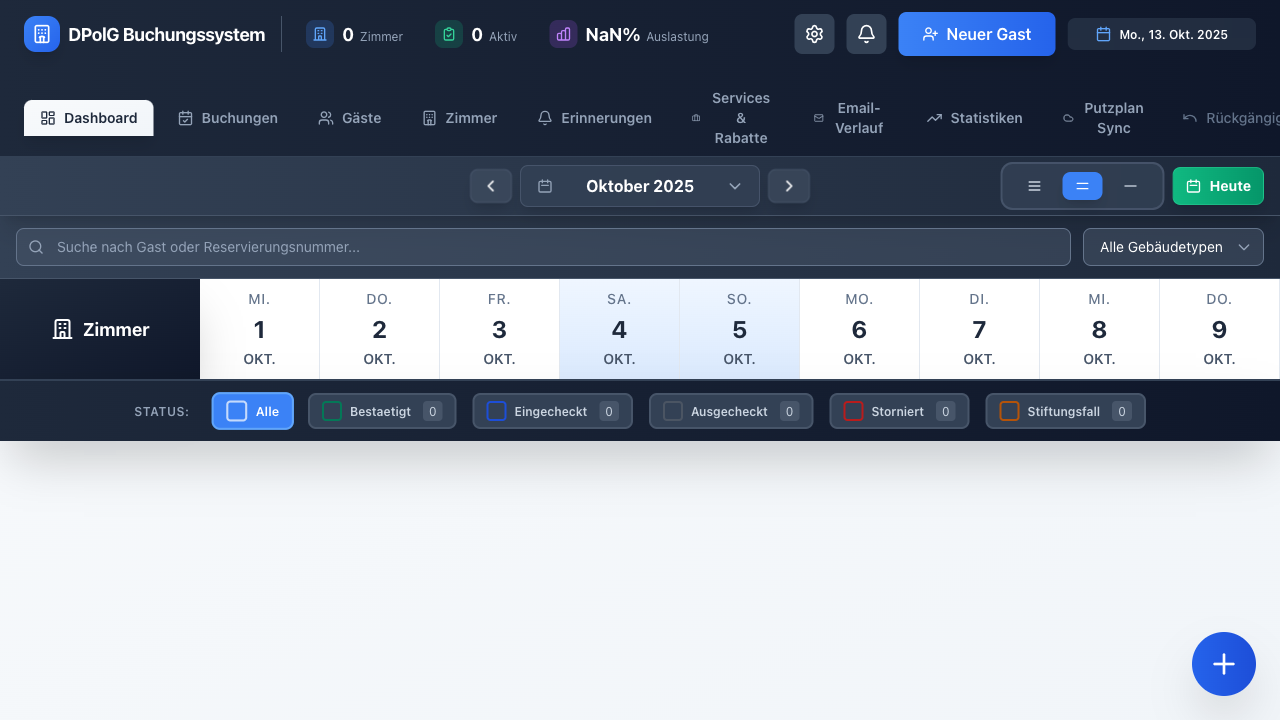 DPolG Buchungssystem
0 Zimmer
0 Aktiv
NaN% Auslastung
Neuer Gast
Mo., 13. Okt. 2025
Dashboard
Buchungen
Gäste
Zimmer
Erinnerungen
Services
&
Rabatte
Email-
Verlauf
Statistiken
Putzplan
Sync
Rückgängig
Oktober 2025
Heute
Suche nach Gast oder Reservierungsnummer...
Alle Gebäudetypen
Zimmer
MI.
1
OKT.
DO.
2
OKT.
FR.
3
OKT.
SA.
4
OKT.
SO.
5
OKT.
MO.
6
OKT.
DI.
7
OKT.
MI.
8
OKT.
DO.
9
OKT.
STATUS:
Alle
Bestaetigt 0
Eingecheckt 0
Ausgecheckt 0
Storniert 0
Stiftungsfall 0